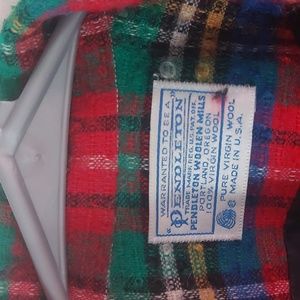 WARRANTED TO BE A
"PENDLETON"
TRADE MARK REG. U.S. PAT. OFF.
PENDLETON WOOLEN MILLS
PORTLAND, OREGON
100% VIRGIN WOOL
PURE VIRGIN WOOL
MADE IN U.S.A.